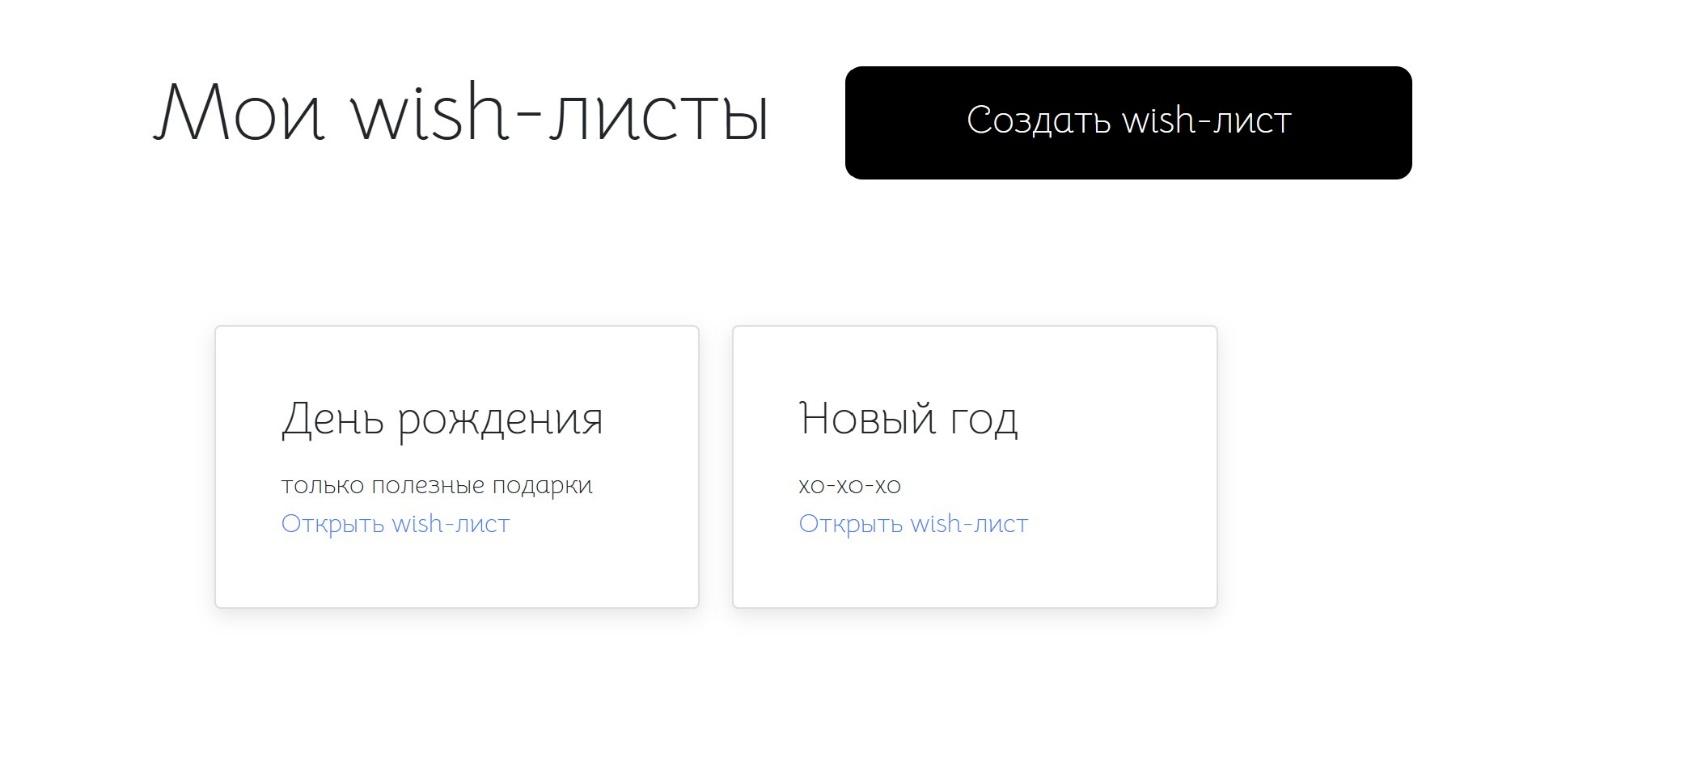 Мои wish-листы
Создать wish-лист
День рождения
только полезные подарки
Открыть wish-лист
Новый год
хо-хо-хо
Открыть wish-лист